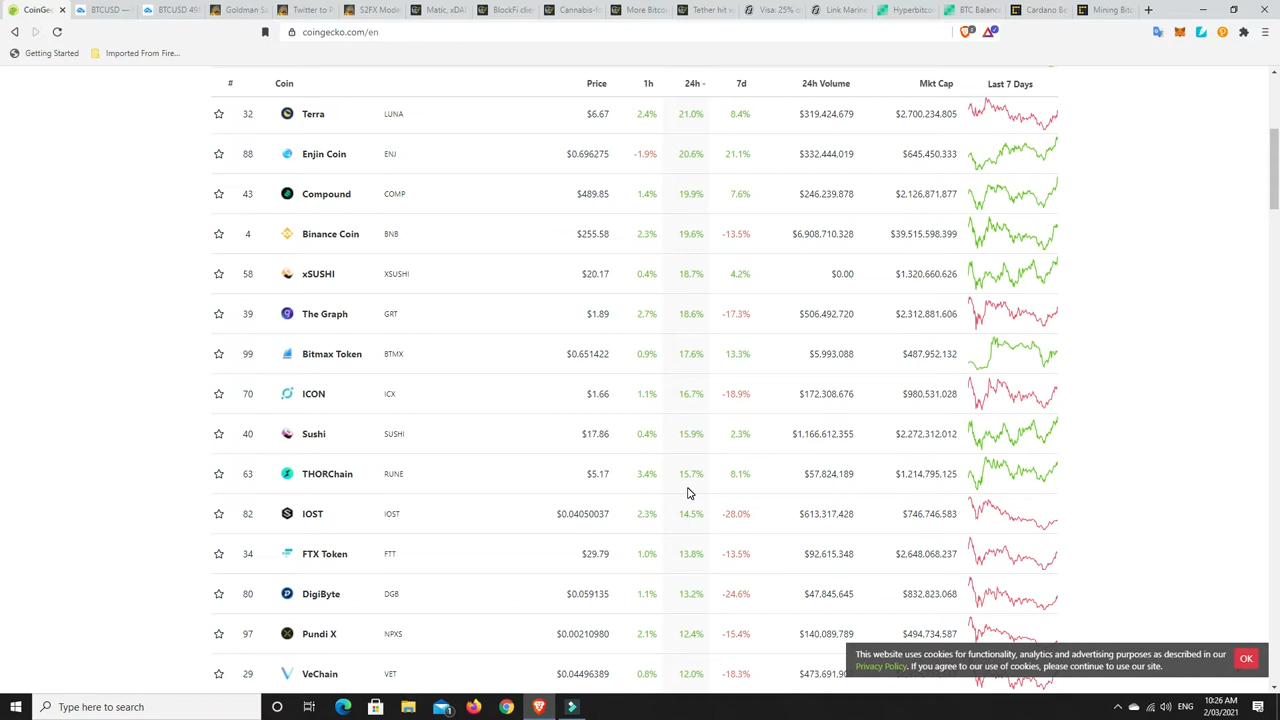 CoinGec
BTCUSD —
BTCUSD 495
Goldman Sa
Twitter to P
S2FX Mode
Matic, xDAI
BlockFi clie
Cannabis-fo
More Bitco
Tether hit w
Visa: 25% o
Link Marine
Hyperbitco
BTC Balanc
Cardano Be
Mining Bitc
coingecko.com/en
Getting Started
Imported From Fire...
# Coin Price 1h 24h 7d 24h Volume Mkt Cap Last 7 Days
32 Terra LUNA $6.67 2.4% 21.0% 8.4% $319,424,679 $2,700,234,805
88 Enjin Coin ENJ $0.696275 -1.9% 20.6% 21.1% $332,444,019 $645,450,333
43 Compound COMP $489.85 1.4% 19.9% 7.6% $246,239,878 $2,126,871,877
4 Binance Coin BNB $255.58 2.3% 19.6% -13.5% $6,908,710,328 $39,515,598,399
58 xSUSHI XSUSHI $20.17 0.4% 18.7% 4.2% $0.00 $1,320,660,626
39 The Graph GRT $1.89 2.7% 18.6% -17.3% $506,492,720 $2,312,881,606
99 Bitmax Token BTMX $0.651422 0.9% 17.6% 13.3% $5,993,088 $487,952,132
70 ICON ICX $1.66 1.1% 16.7% -18.9% $172,308,676 $980,531,028
40 Sushi SUSHI $17.86 0.4% 15.9% 2.3% $1,166,612,355 $2,272,312,012
63 THORChain RUNE $5.17 3.4% 15.7% 8.1% $57,824,189 $1,214,795,125
82 IOST IOST $0.04050037 2.3% 14.5% -28.0% $613,317,428 $746,746,583
34 FTX Token FTT $29.79 1.0% 13.8% -13.5% $92,615,348 $2,648,068,237
80 DigiByte DGB $0.059135 1.1% 13.2% -24.6% $47,845,645 $832,823,068
97 Pundi X NPXS $0.00210980 2.1% 12.4% -15.4% $140,089,789 $494,734,587
29 VeChain VET $0.04496389 0.8% 12.0% -18.3% $473,691,90
This website uses cookies for functionality, analytics and advertising purposes as described in our
Privacy Policy. If you agree to our use of cookies, please continue to use our site.
OK
Type here to search
ENG
10:26 AM
2/03/2021